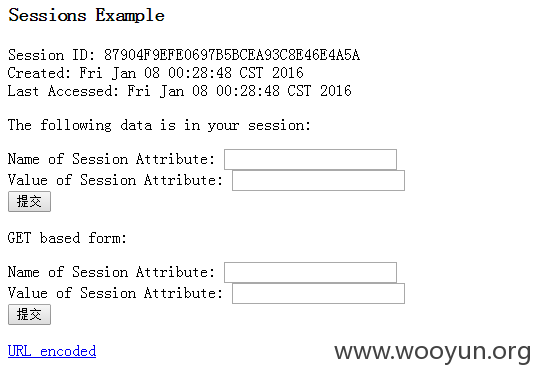 Sessions Example
Session ID: 87904F9EFE0697B5BCEA93C8E46E4A5A
Created: Fri Jan 08 00:28:48 CST 2016
Last Accessed: Fri Jan 08 00:28:48 CST 2016
The following data is in your session:
Name of Session Attribute:
Value of Session Attribute:
提交
GET based form:
Name of Session Attribute:
Value of Session Attribute:
提交
URL encoded
www.wooyun.org